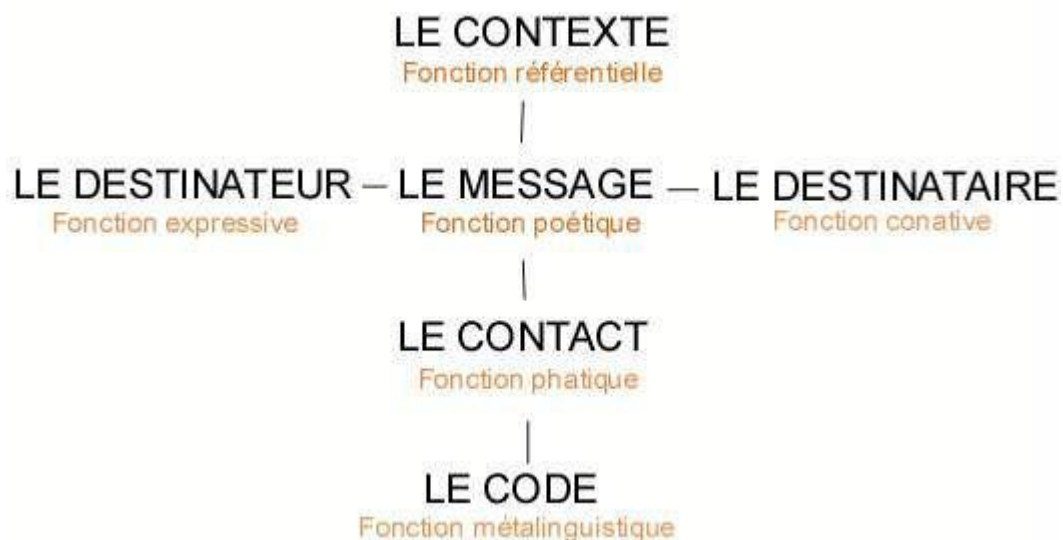 LE CONTEXTE
Fonction référentielle
LE DESTINATEUR – LE MESSAGE – LE DESTINATAIRE
Fonction expressive Fonction poétique Fonction conative
LE CONTACT
Fonction phatique
LE CODE
Fonction métalinguistique